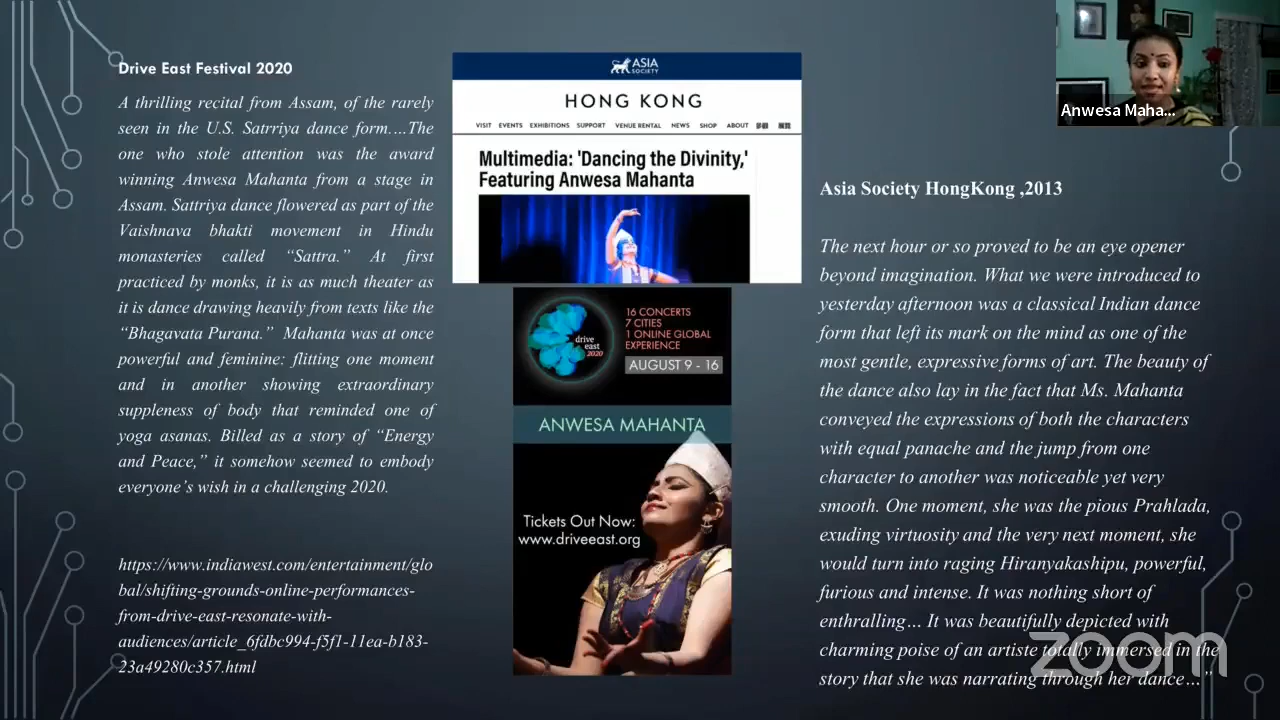 Drive East Festival 2020
A thrilling recital from Assam, of the rarely
seen in the U.S. Satrriya dance form.…The
one who stole attention was the award
winning Anwesa Mahanta from a stage in
Assam. Sattriya dance flowered as part of the
Vaishnava bhakti movement in Hindu
monasteries called “Sattra.” At first
practiced by monks, it is as much theater as
it is dance drawing heavily from texts like the
“Bhagavata Purana.” Mahanta was at once
powerful and feminine: flitting one moment
and in another showing extraordinary
suppleness of body that reminded one of
yoga asanas. Billed as a story of “Energy
and Peace,” it somehow seemed to embody
everyone’s wish in a challenging 2020.
https://www.indiawest.com/entertainment/glo
bal/shifting-grounds-online-performances-
from-drive-east-resonate-with-
audiences/article_6fdbc994-f5f1-11ea-b183-
23a49280c357.html
ASIA
SOCIETY
HONG KONG
VISIT EVENTS EXHIBITIONS SUPPORT VENUE RENTAL NEWS SHOP ABOUT
Multimedia: 'Dancing the Divinity,'
Featuring Anwesa Mahanta
drive
east
2020
16 CONCERTS
7 CITIES
1 ONLINE GLOBAL
EXPERIENCE
AUGUST 9 - 16
ANWESA MAHANTA
Tickets Out Now:
www.driveeast.org
Anwesa Maha...
Asia Society HongKong ,2013
The next hour or so proved to be an eye opener
beyond imagination. What we were introduced to
yesterday afternoon was a classical Indian dance
form that left its mark on the mind as one of the
most gentle, expressive forms of art. The beauty of
the dance also lay in the fact that Ms. Mahanta
conveyed the expressions of both the characters
with equal panache and the jump from one
character to another was noticeable yet very
smooth. One moment, she was the pious Prahlada,
exuding virtuosity and the very next moment, she
would turn into raging Hiranyakashipu, powerful,
furious and intense. It was nothing short of
enthralling… It was beautifully depicted with
charming poise of an artiste totally immersed in the
story that she was narrating through her dance…”
zoom